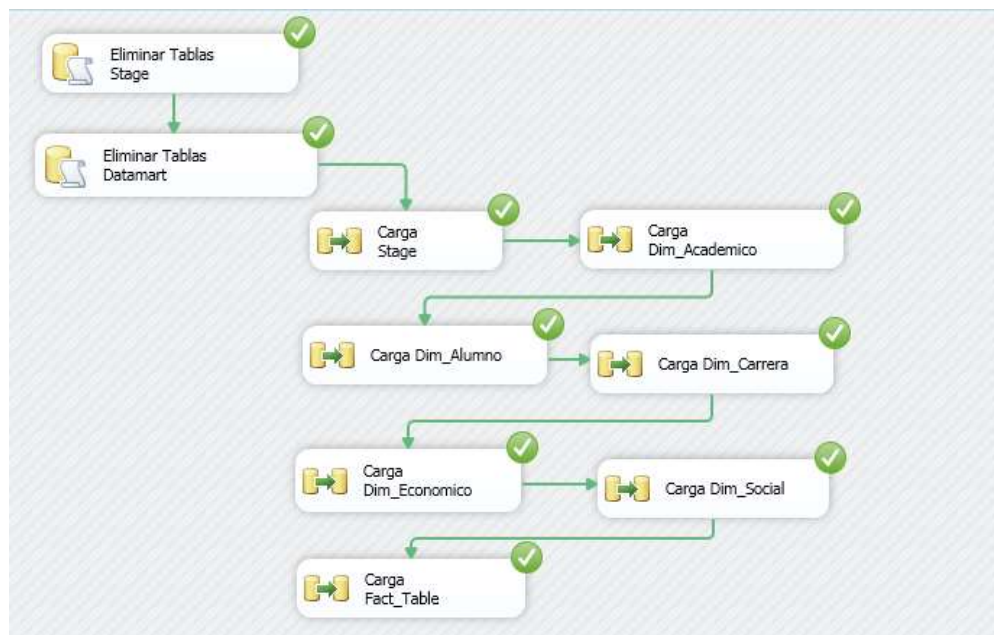 Eliminar Tablas
Stage
Eliminar Tablas
Datamart
Carga
Stage
Carga
Dim_Academico
Carga Dim_Alumno
Carga Dim_Carrera
Carga
Dim_Economico
Carga Dim_Social
Carga
Fact_Table